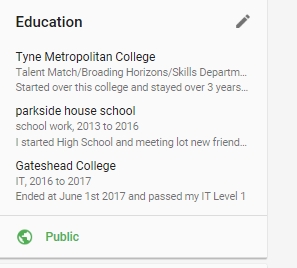 Education
Tyne Metropolitan College
Talent Match/Broading Horizons/Skills Departm...
Started over this college and stayed over 3 years...
parkside house school
school work, 2013 to 2016
I started High School and meeting lot new friend...
Gateshead College
IT, 2016 to 2017
Ended at June 1st 2017 and passed my IT Level 1
Public